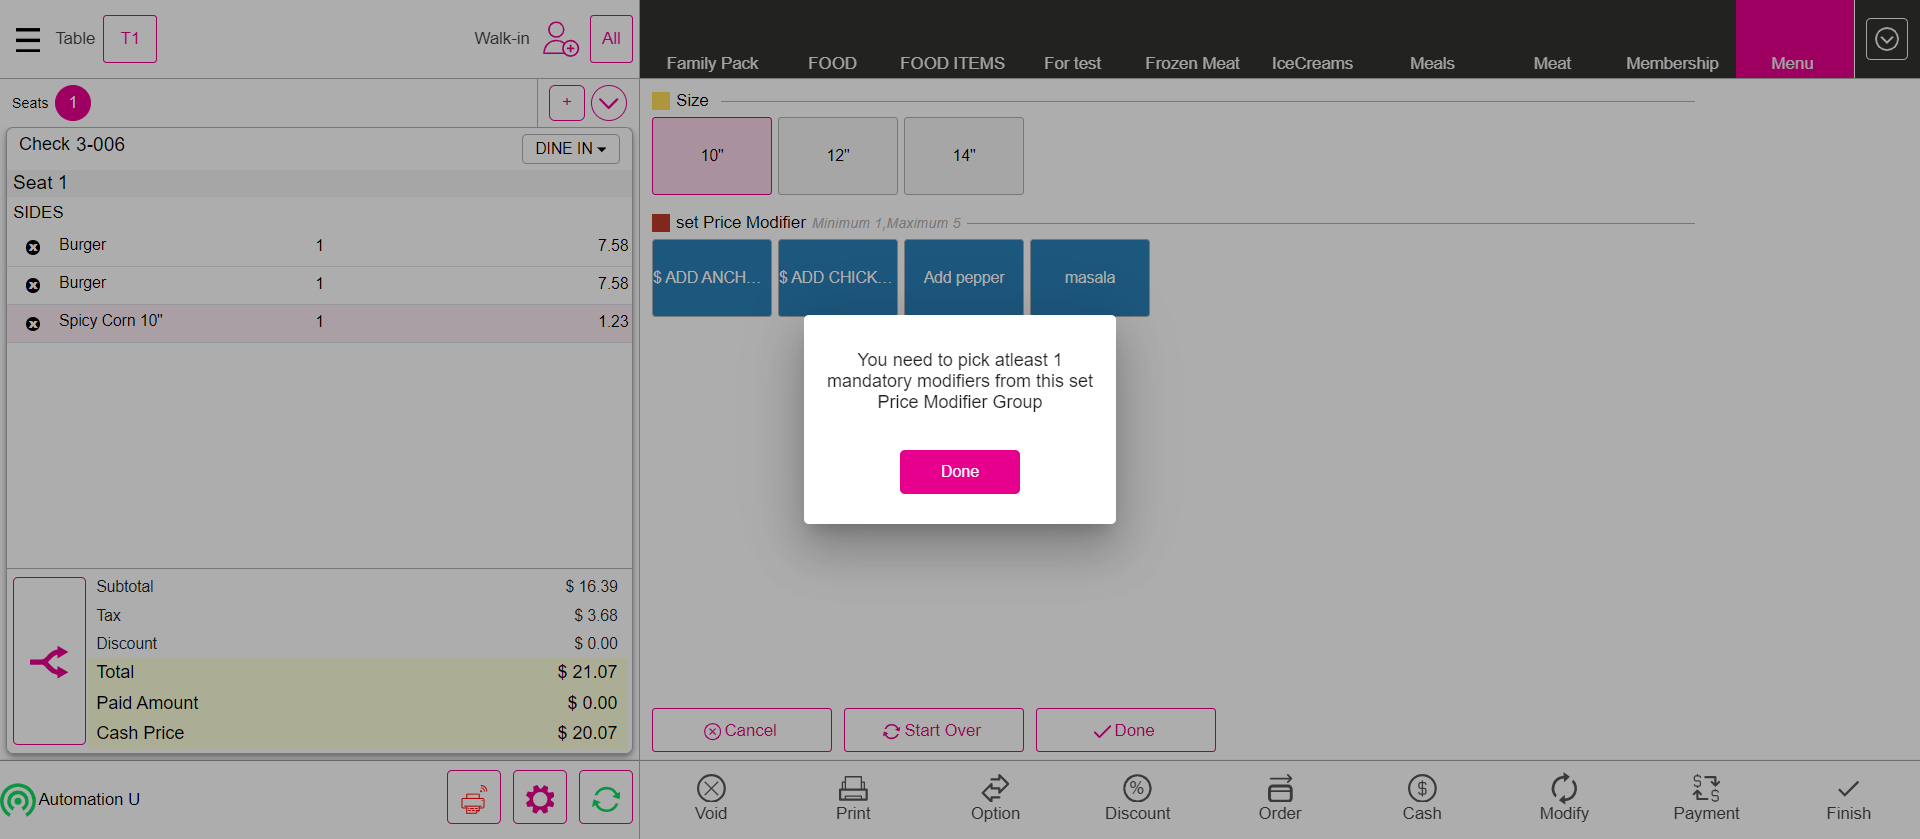 Table
T1
Walk-in
All
Family Pack
FOOD
FOOD ITEMS
For test
Frozen Meat
IceCreams
Meals
Meat
Membership
Menu
Seats
1
+
Check 3-006
DINE IN
Seat 1
SIDES
Burger 1 7.58
Burger 1 7.58
Spicy Corn 10" 1 1.23
Subtotal $ 16.39
Tax $ 3.68
Discount $ 0.00
Total $ 21.07
Paid Amount $ 0.00
Cash Price $ 20.07
Automation U
Size
10"
12"
14"
set Price Modifier Minimum 1,Maximum 5
$ ADD ANCH...
$ ADD CHICK...
Add pepper
masala
You need to pick atleast 1
mandatory modifiers from this set
Price Modifier Group
Done
Cancel
Start Over
Done
Void
Print
Option
%
Discount
Order
$
Cash
Modify
$
S
Payment
Finish